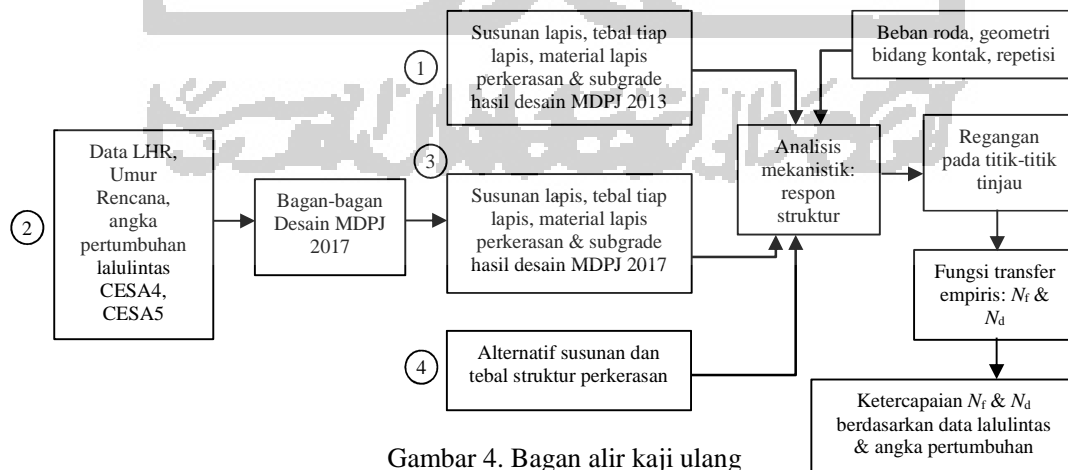 Susunan lapis, tebal tiap
lapis, material lapis
perkerasan & subgrade
hasil desain MDPJ 2013
1
Beban roda, geometri
bidang kontak, repetisi
2
Data LHR,
Umur
Rencana,
angka
pertumbuhan
lalulintas
CESA4,
CESA5
Bagan-bagan
Desain MDPJ
2017
3
Susunan lapis, tebal tiap
lapis, material lapis
perkerasan & subgrade
hasil desain MDPJ 2017
Analisis
mekanistik:
respon
struktur
Regangan
pada titik-titik
tinjau
Fungsi transfer
empiris: Nf &
Nd
4
Alternatif susunan dan
tebal struktur perkerasan
Ketercapaian Nf & Nd
berdasarkan data lalulintas
& angka pertumbuhan
Gambar 4. Bagan alir kaji ulang